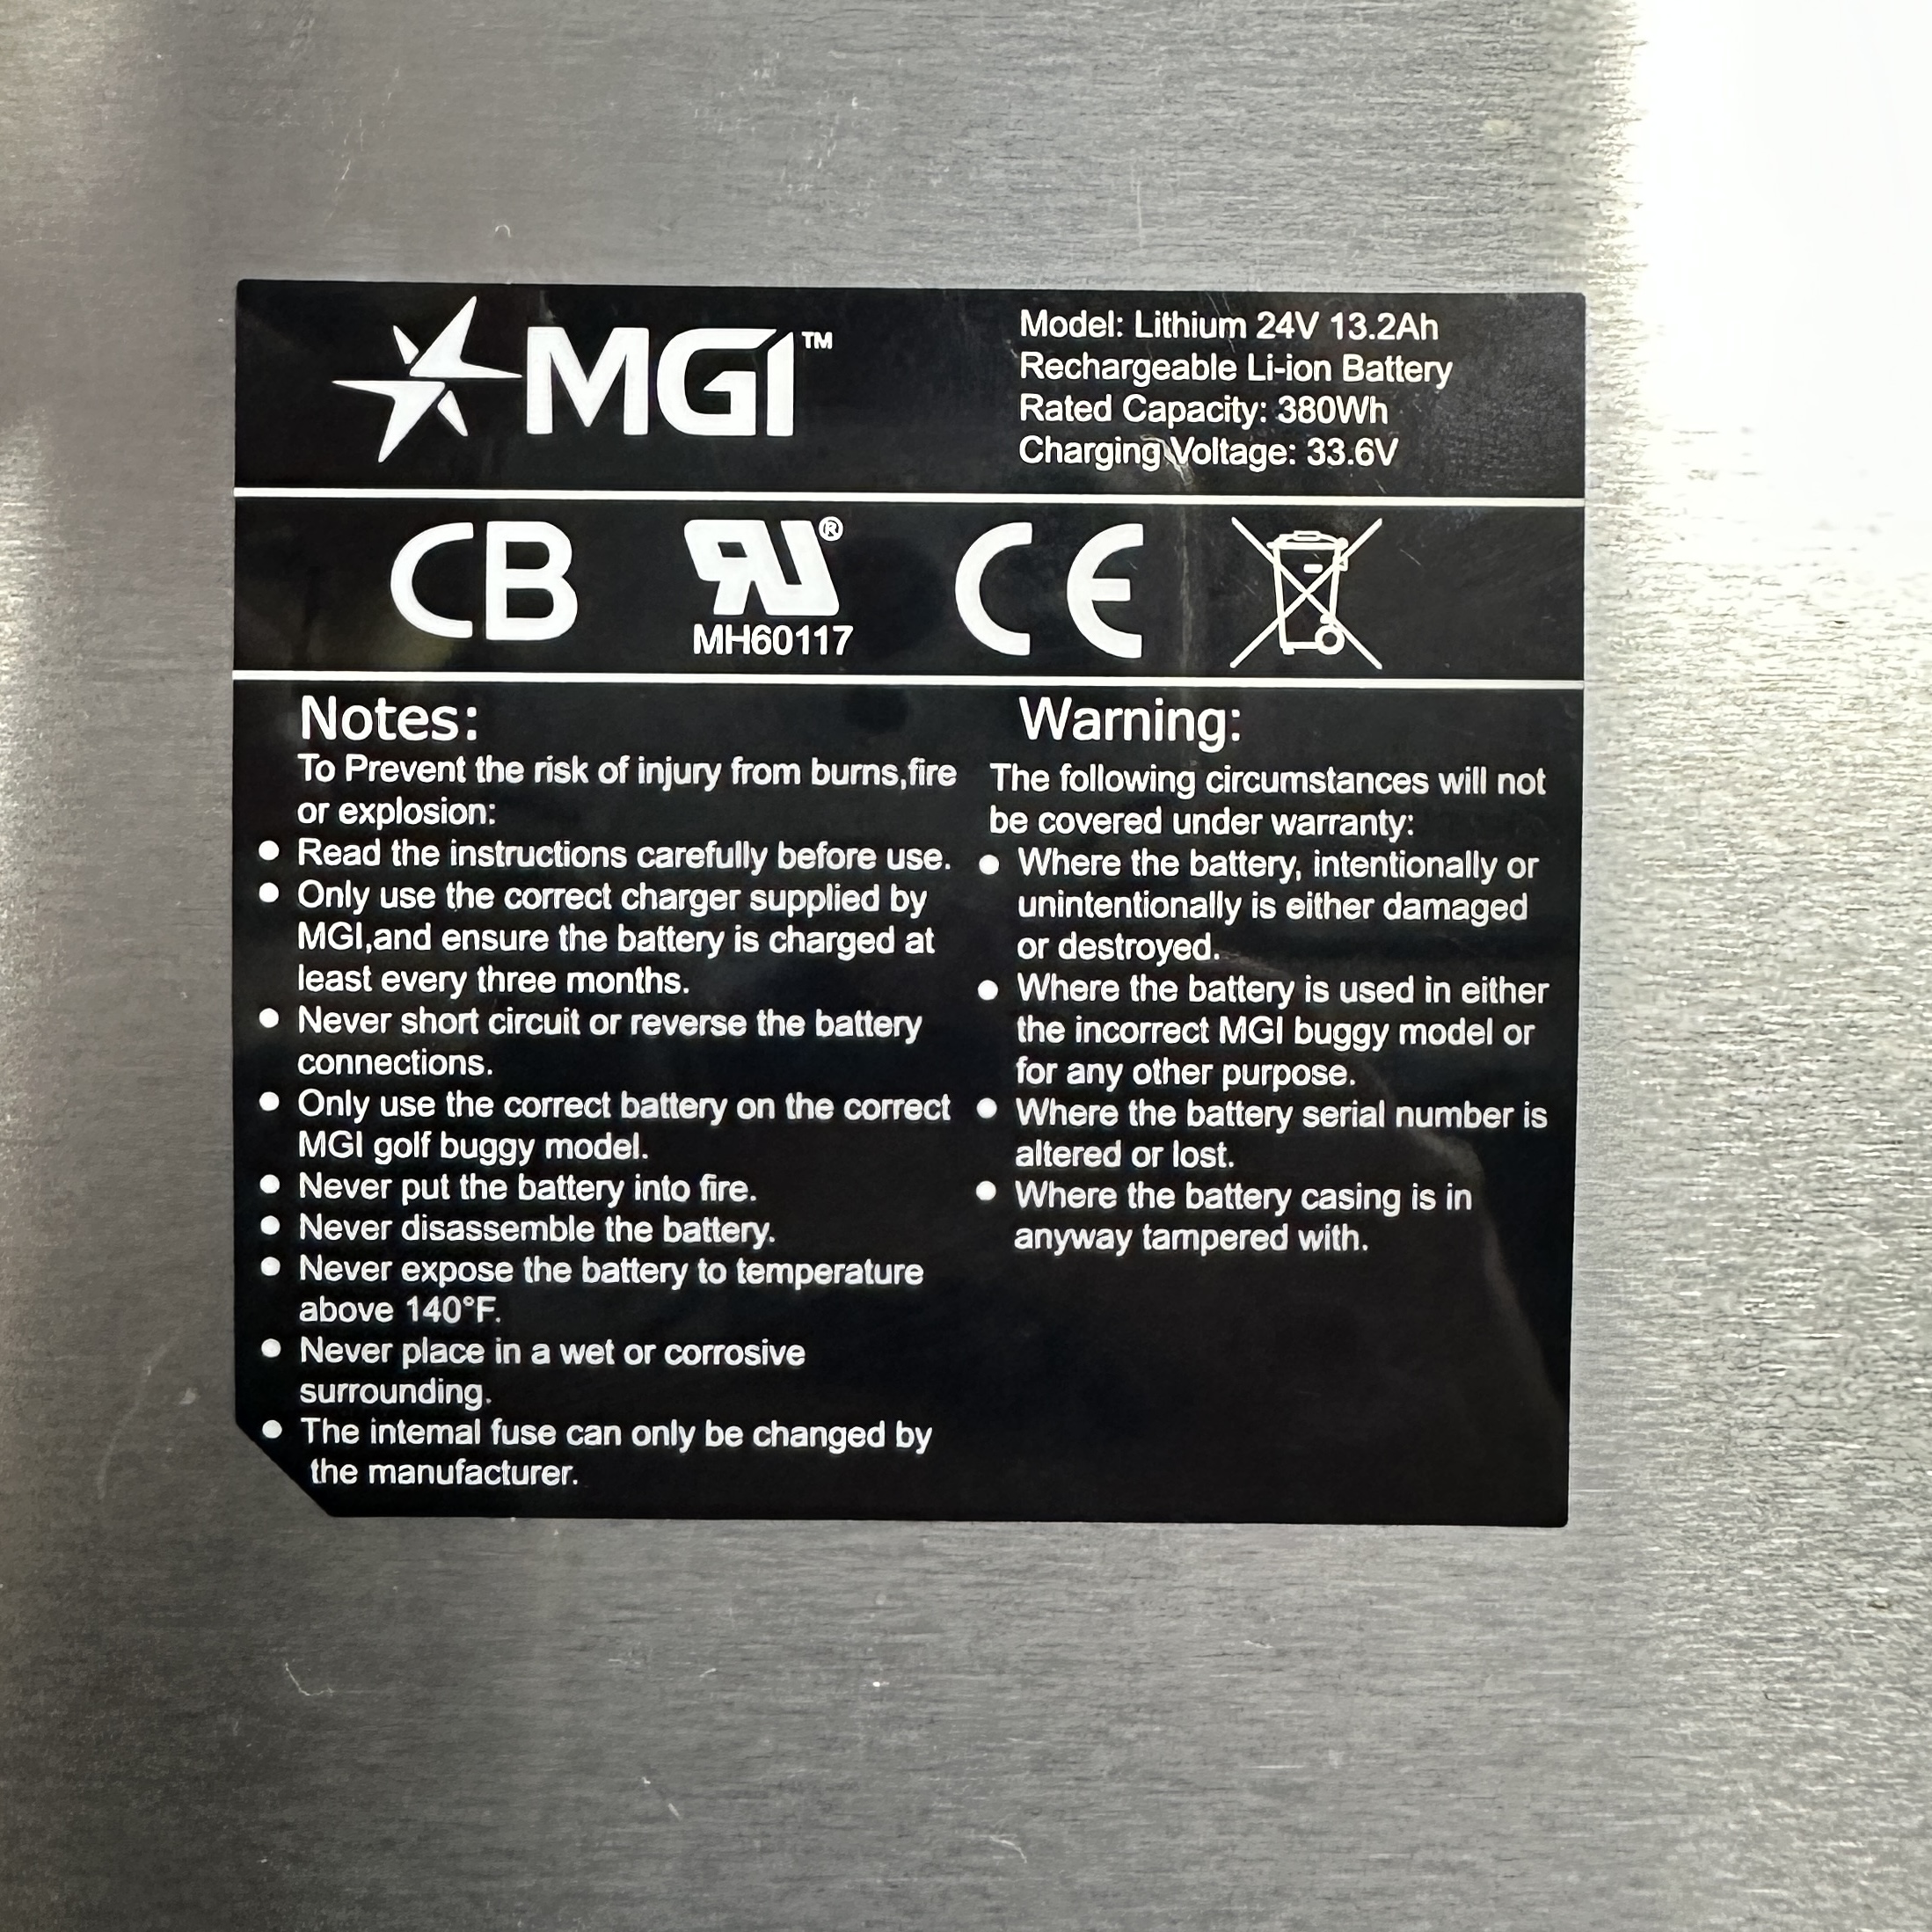 MGI™
Model: Lithium 24V 13.2Ah
Rechargeable Li-ion Battery
Rated Capacity: 380Wh
Charging Voltage: 33.6V
CB
RU®
MH60117
CE
Notes:
To Prevent the risk of injury from burns,fire
or explosion:
● Read the instructions carefully before use.
● Only use the correct charger supplied by
MGI,and ensure the battery is charged at
least every three months.
● Never short circuit or reverse the battery
connections.
● Only use the correct battery on the correct
MGI golf buggy model.
● Never put the battery into fire.
● Never disassemble the battery.
● Never expose the battery to temperature
above 140°F.
● Never place in a wet or corrosive
surrounding.
● The internal fuse can only be changed by
the manufacturer.
Warning:
The following circumstances will not
be covered under warranty:
● Where the battery, intentionally or
unintentionally is either damaged
or destroyed.
● Where the battery is used in either
the incorrect MGI buggy model or
for any other purpose.
● Where the battery serial number is
altered or lost.
● Where the battery casing is in
anyway tampered with.